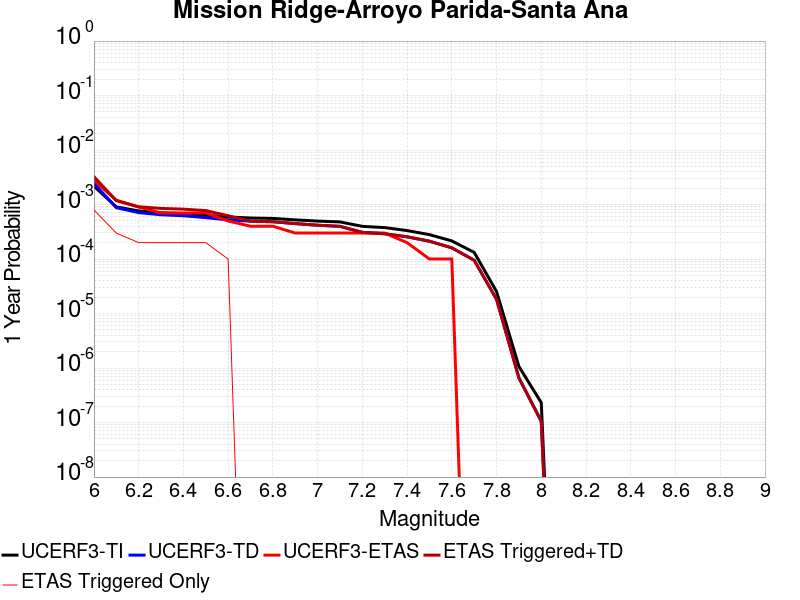 Mission Ridge-Arroyo Parida-Santa Ana
10^0
10^-1
10^-2
10^-3
10^-4
10^-5
10^-6
10^-7
10^-8
1 Year Probability
6 6.2 6.4 6.6 6.8 7 7.2 7.4 7.6 7.8 8 8.2 8.4 8.6 8.8 9
Magnitude
UCERF3-TI UCERF3-TD UCERF3-ETAS ETAS Triggered+TD
ETAS Triggered Only